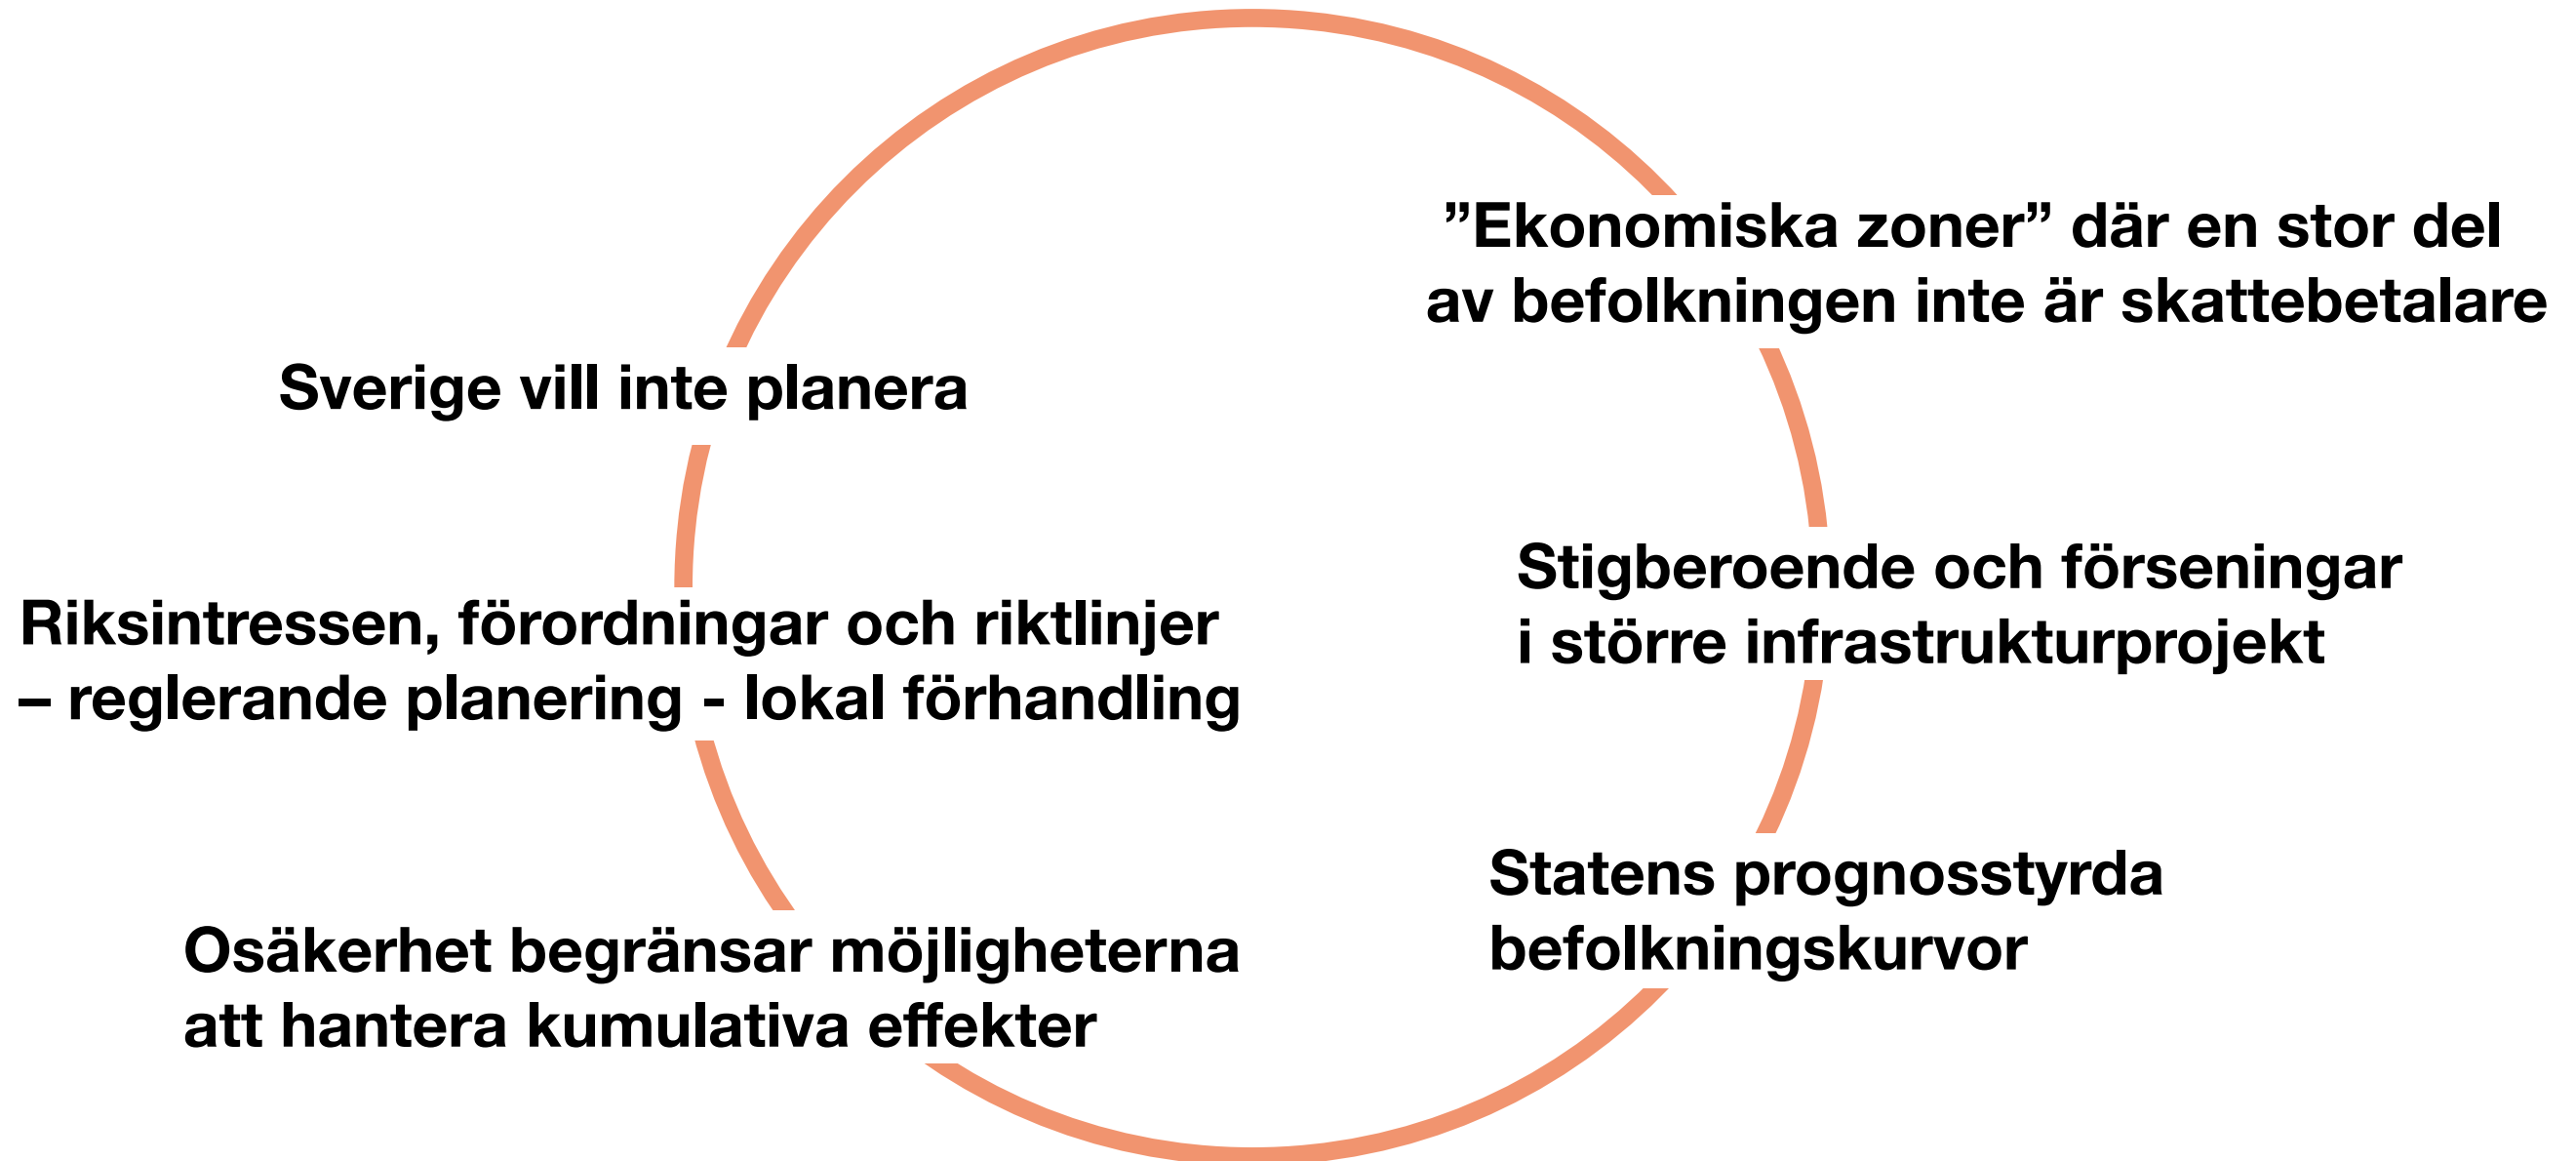 ”Ekonomiska zoner” där en stor del
av befolkningen inte är skattebetalare
Sverige vill inte planera
Stigberoende och förseningar
i större infrastrukturprojekt
Riksintressen, förordningar och riktlinjer
– reglerande planering - lokal förhandling
Statens prognosstyrda
befolkningskurvor
Osäkerhet begränsar möjligheterna
att hantera kumulativa effekter